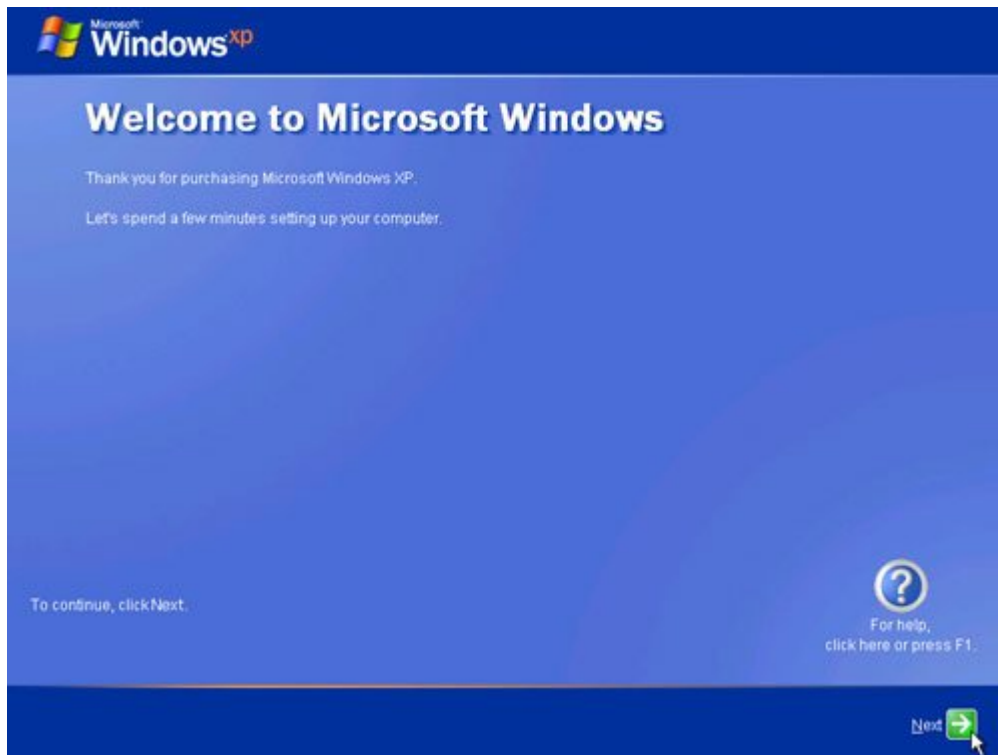 Microsoft
Windows xp
Welcome to Microsoft Windows
Thank you for purchasing Microsoft Windows XP.
Let's spend a few minutes setting up your computer.
To continue, click Next.
For help,
click here or press F1.
Next